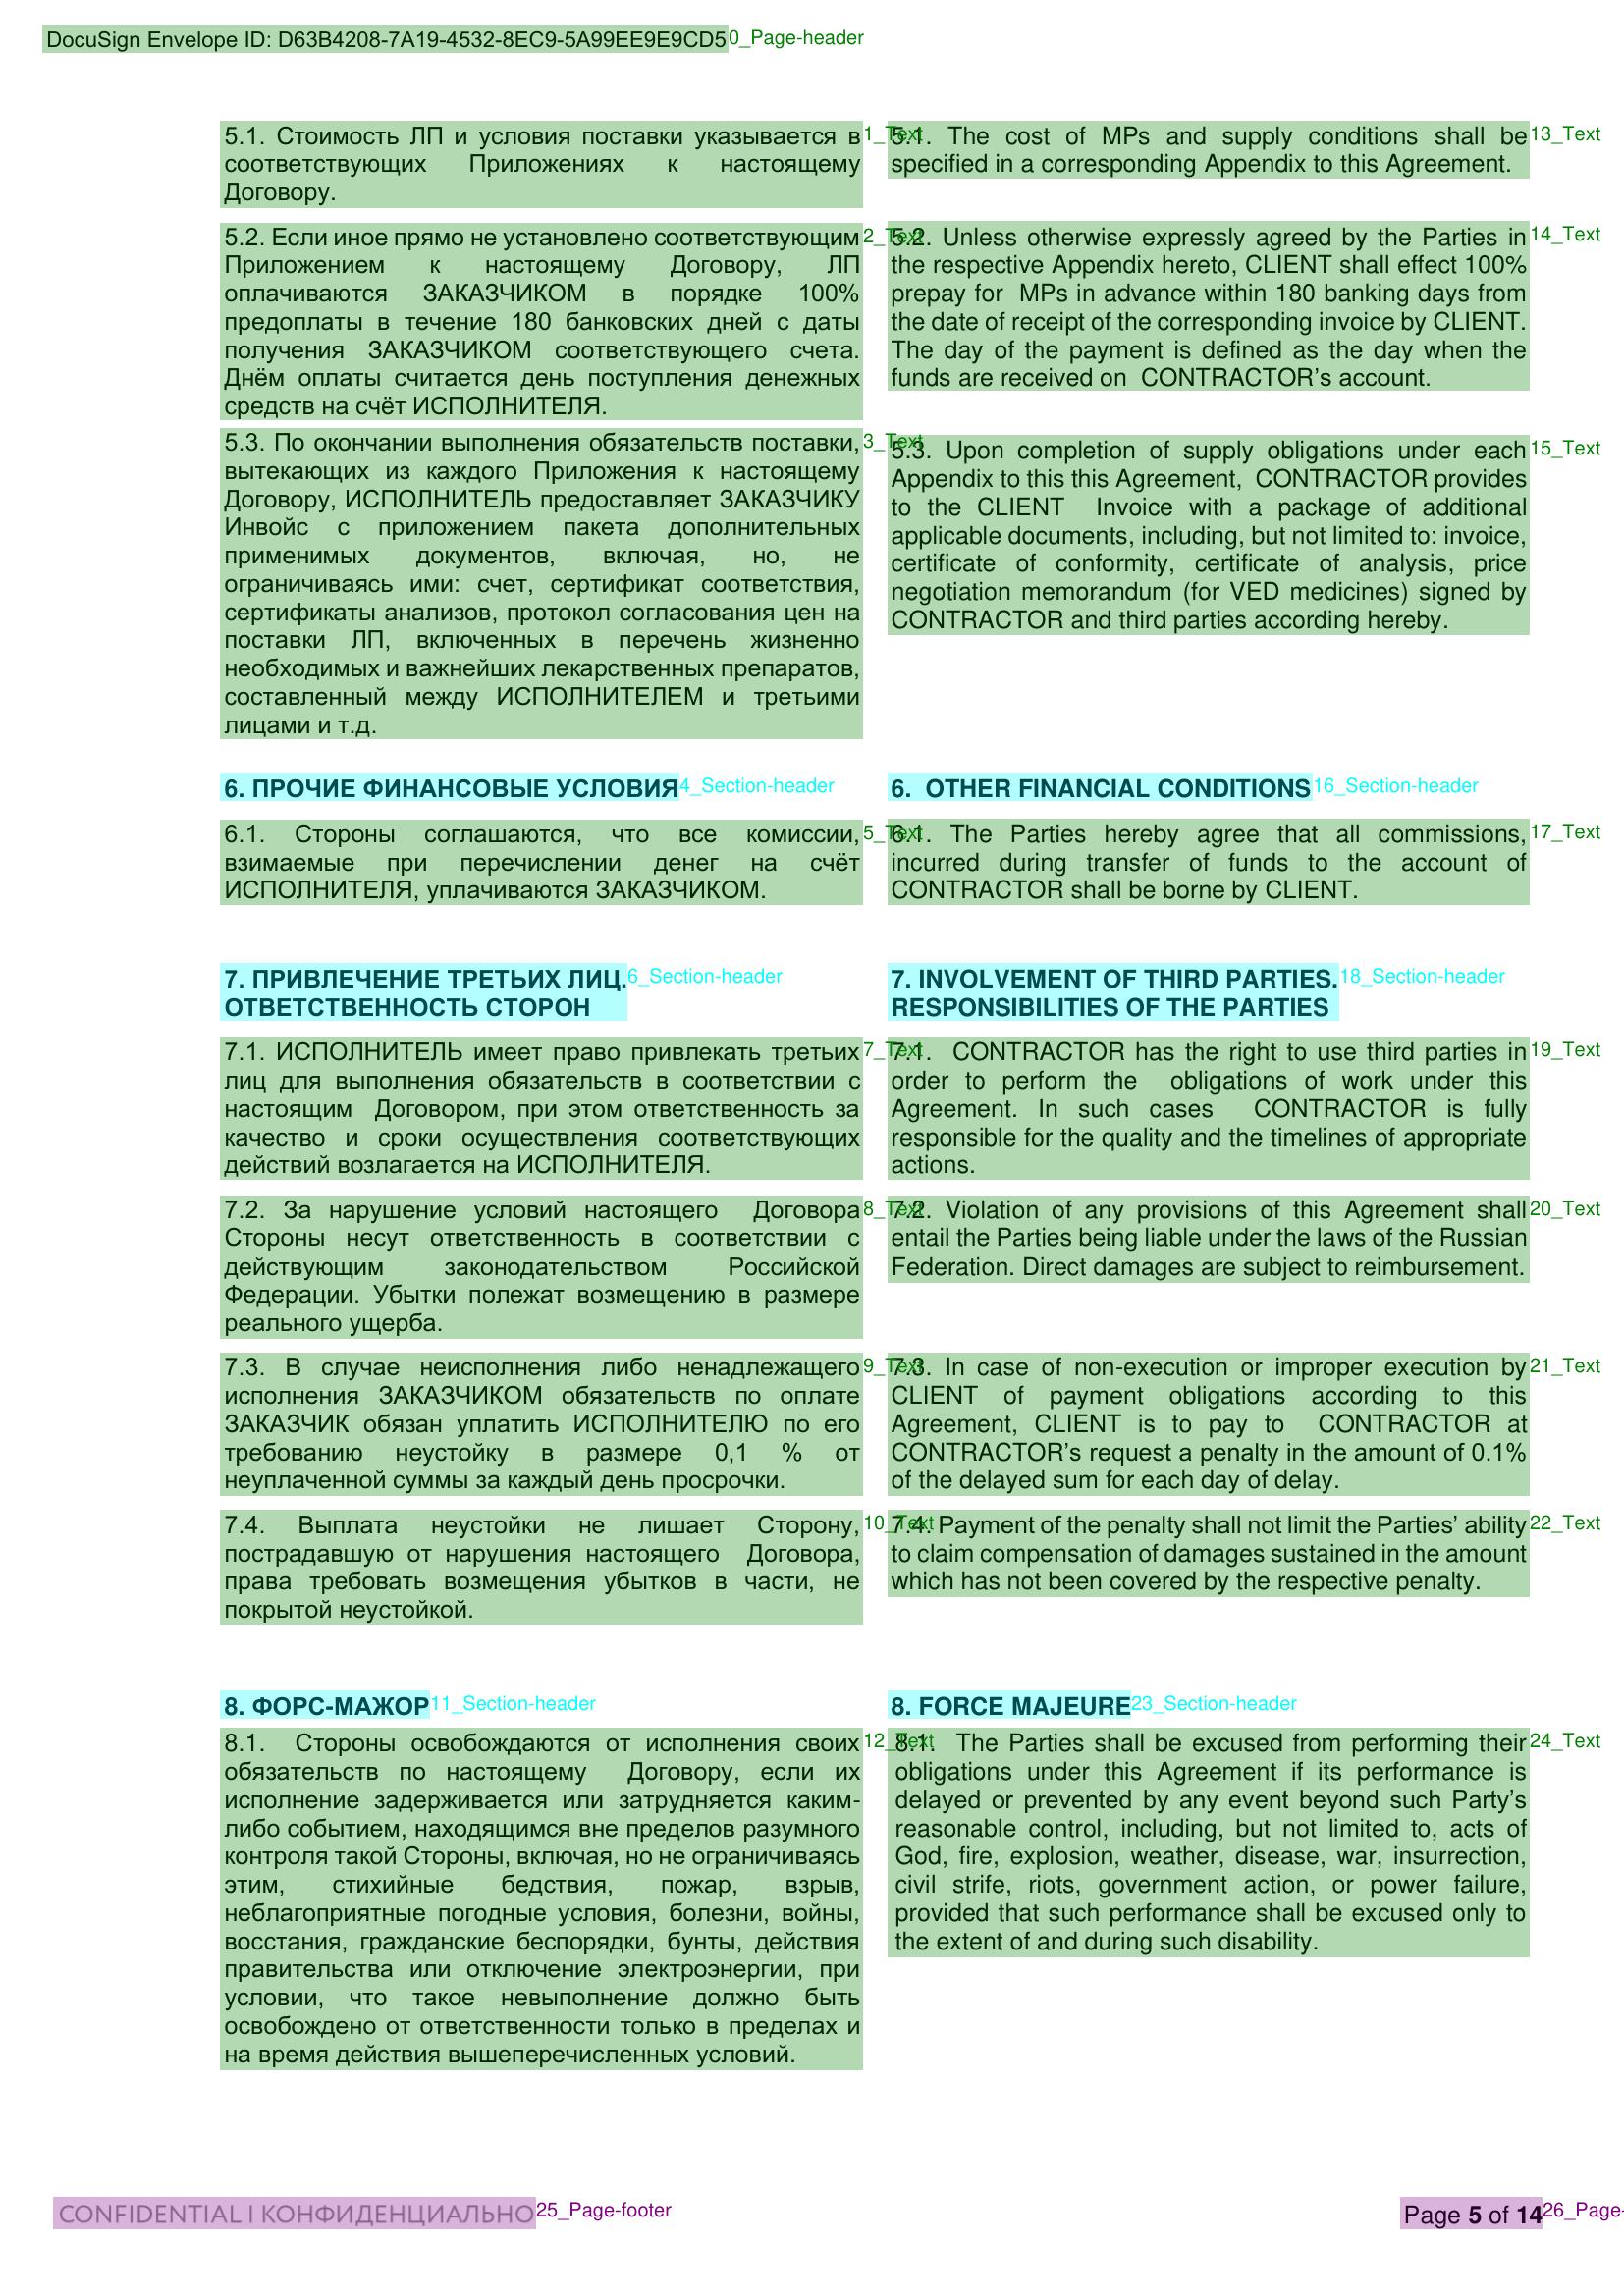 DocuSign Envelope ID: D63B4208-7A19-4532-8EC9-5A99EE9E9CD5 0_Page-header
5.1. Стоимость ЛП и условия поставки указывается в 1_Text
соответствующих Приложениях к настоящему
Договору.
5.2. Если иное прямо не установлено соответствующим 2_Text
Приложением к настоящему Договору, ЛП
оплачиваются ЗАКАЗЧИКОМ в порядке 100%
предоплаты в течение 180 банковских дней с даты
получения ЗАКАЗЧИКОМ соответствующего счета.
Днём оплаты считается день поступления денежных
средств на счёт ИСПОЛНИТЕЛЯ.
5.3. По окончании выполнения обязательств поставки, 3_Text
вытекающих из каждого Приложения к настоящему
Договору, ИСПОЛНИТЕЛЬ предоставляет ЗАКАЗЧИКУ
Инвойс с приложением пакета дополнительных
применимых документов, включая, но, не
ограничиваясь ими: счет, сертификат соответствия,
сертификаты анализов, протокол согласования цен на
поставки ЛП, включенных в перечень жизненно
необходимых и важнейших лекарственных препаратов,
составленный между ИСПОЛНИТЕЛЕМ и третьими
лицами и т.д.
6. ПРОЧИЕ ФИНАНСОВЫЕ УСЛОВИЯ 4_Section-header
6.1. Стороны соглашаются, что все комиссии, 5_Text
взимаемые при перечислении денег на счёт
ИСПОЛНИТЕЛЯ, уплачиваются ЗАКАЗЧИКОМ.
7. ПРИВЛЕЧЕНИЕ ТРЕТЬИХ ЛИЦ. 6_Section-header
ОТВЕТСТВЕННОСТЬ СТОРОН
7.1. ИСПОЛНИТЕЛЬ имеет право привлекать третьих 7_Text
лиц для выполнения обязательств в соответствии с
настоящим Договором, при этом ответственность за
качество и сроки осуществления соответствующих
действий возлагается на ИСПОЛНИТЕЛЯ.
7.2. За нарушение условий настоящего Договора 8_Text
Стороны несут ответственность в соответствии с
действующим законодательством Российской
Федерации. Убытки полежат возмещению в размере
реального ущерба.
7.3. В случае неисполнения либо ненадлежащего 9_Text
исполнения ЗАКАЗЧИКОМ обязательств по оплате
ЗАКАЗЧИК обязан уплатить ИСПОЛНИТЕЛЮ по его
требованию неустойку в размере 0,1 % от
неуплаченной суммы за каждый день просрочки.
7.4. Выплата неустойки не лишает Сторону, 10_Text
пострадавшую от нарушения настоящего Договора,
права требовать возмещения убытков в части, не
покрытой неустойкой.
8. ФОРС-МАЖОР 11_Section-header
8.1. Стороны освобождаются от исполнения своих 12_Text
обязательств по настоящему Договору, если их
исполнение задерживается или затрудняется каким-
либо событием, находящимся вне пределов разумного
контроля такой Стороны, включая, но не ограничиваясь
этим, стихийные бедствия, пожар, взрыв,
неблагоприятные погодные условия, болезни, войны,
восстания, гражданские беспорядки, бунты, действия
правительства или отключение электроэнергии, при
условии, что такое невыполнение должно быть
освобождено от ответственности только в пределах и
на время действия вышеперечисленных условий.
5.1. The cost of MPs and supply conditions shall be 13_Text
specified in a corresponding Appendix to this Agreement.
5.2. Unless otherwise expressly agreed by the Parties in 14_Text
the respective Appendix hereto, CLIENT shall effect 100%
prepay for MPs in advance within 180 banking days from
the date of receipt of the corresponding invoice by CLIENT.
The day of the payment is defined as the day when the
funds are received on CONTRACTOR's account.
5.3. Upon completion of supply obligations under each 15_Text
Appendix to this this Agreement, CONTRACTOR provides
to the CLIENT Invoice with a package of additional
applicable documents, including, but not limited to: invoice,
certificate of conformity, certificate of analysis, price
negotiation memorandum (for VED medicines) signed by
CONTRACTOR and third parties according hereby.
6. OTHER FINANCIAL CONDITIONS 16_Section-header
6.1. The Parties hereby agree that all commissions, 17_Text
incurred during transfer of funds to the account of
CONTRACTOR shall be borne by CLIENT.
7. INVOLVEMENT OF THIRD PARTIES. 18_Section-header
RESPONSIBILITIES OF THE PARTIES
7.1. CONTRACTOR has the right to use third parties in 19_Text
order to perform the obligations of work under this
Agreement. In such cases CONTRACTOR is fully
responsible for the quality and the timelines of appropriate
actions.
7.2. Violation of any provisions of this Agreement shall 20_Text
entail the Parties being liable under the laws of the Russian
Federation. Direct damages are subject to reimbursement.
7.3. In case of non-execution or improper execution by 21_Text
CLIENT of payment obligations according to this
Agreement, CLIENT is to pay to CONTRACTOR at
CONTRACTOR's request a penalty in the amount of 0.1%
of the delayed sum for each day of delay.
7.4. Payment of the penalty shall not limit the Parties' ability 22_Text
to claim compensation of damages sustained in the amount
which has not been covered by the respective penalty.
8. FORCE MAJEURE 23_Section-header
8.1. The Parties shall be excused from performing their 24_Text
obligations under this Agreement if its performance is
delayed or prevented by any event beyond such Party's
reasonable control, including, but not limited to, acts of
God, fire, explosion, weather, disease, war, insurrection,
civil strife, riots, government action, or power failure,
provided that such performance shall be excused only to
the extent of and during such disability.
CONFIDENTIAL I КОНФИДЕНЦИАЛЬНО 25_Page-footer
Page 5 of 14 26_Page-